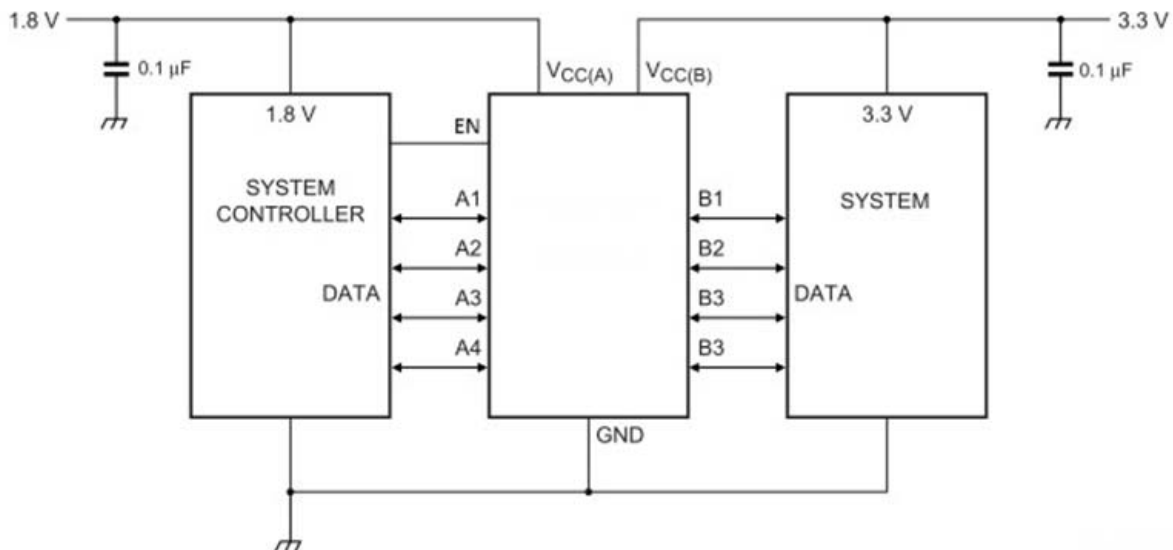 1.8 V
3.3 V
0.1 μF
VCC(A)
VCC(B)
0.1 μF
1.8 V
3.3 V
EN
SYSTEM
CONTROLLER
A1
B1
SYSTEM
A2
B2
DATA
A3
B3
DATA
A4
B3
GND